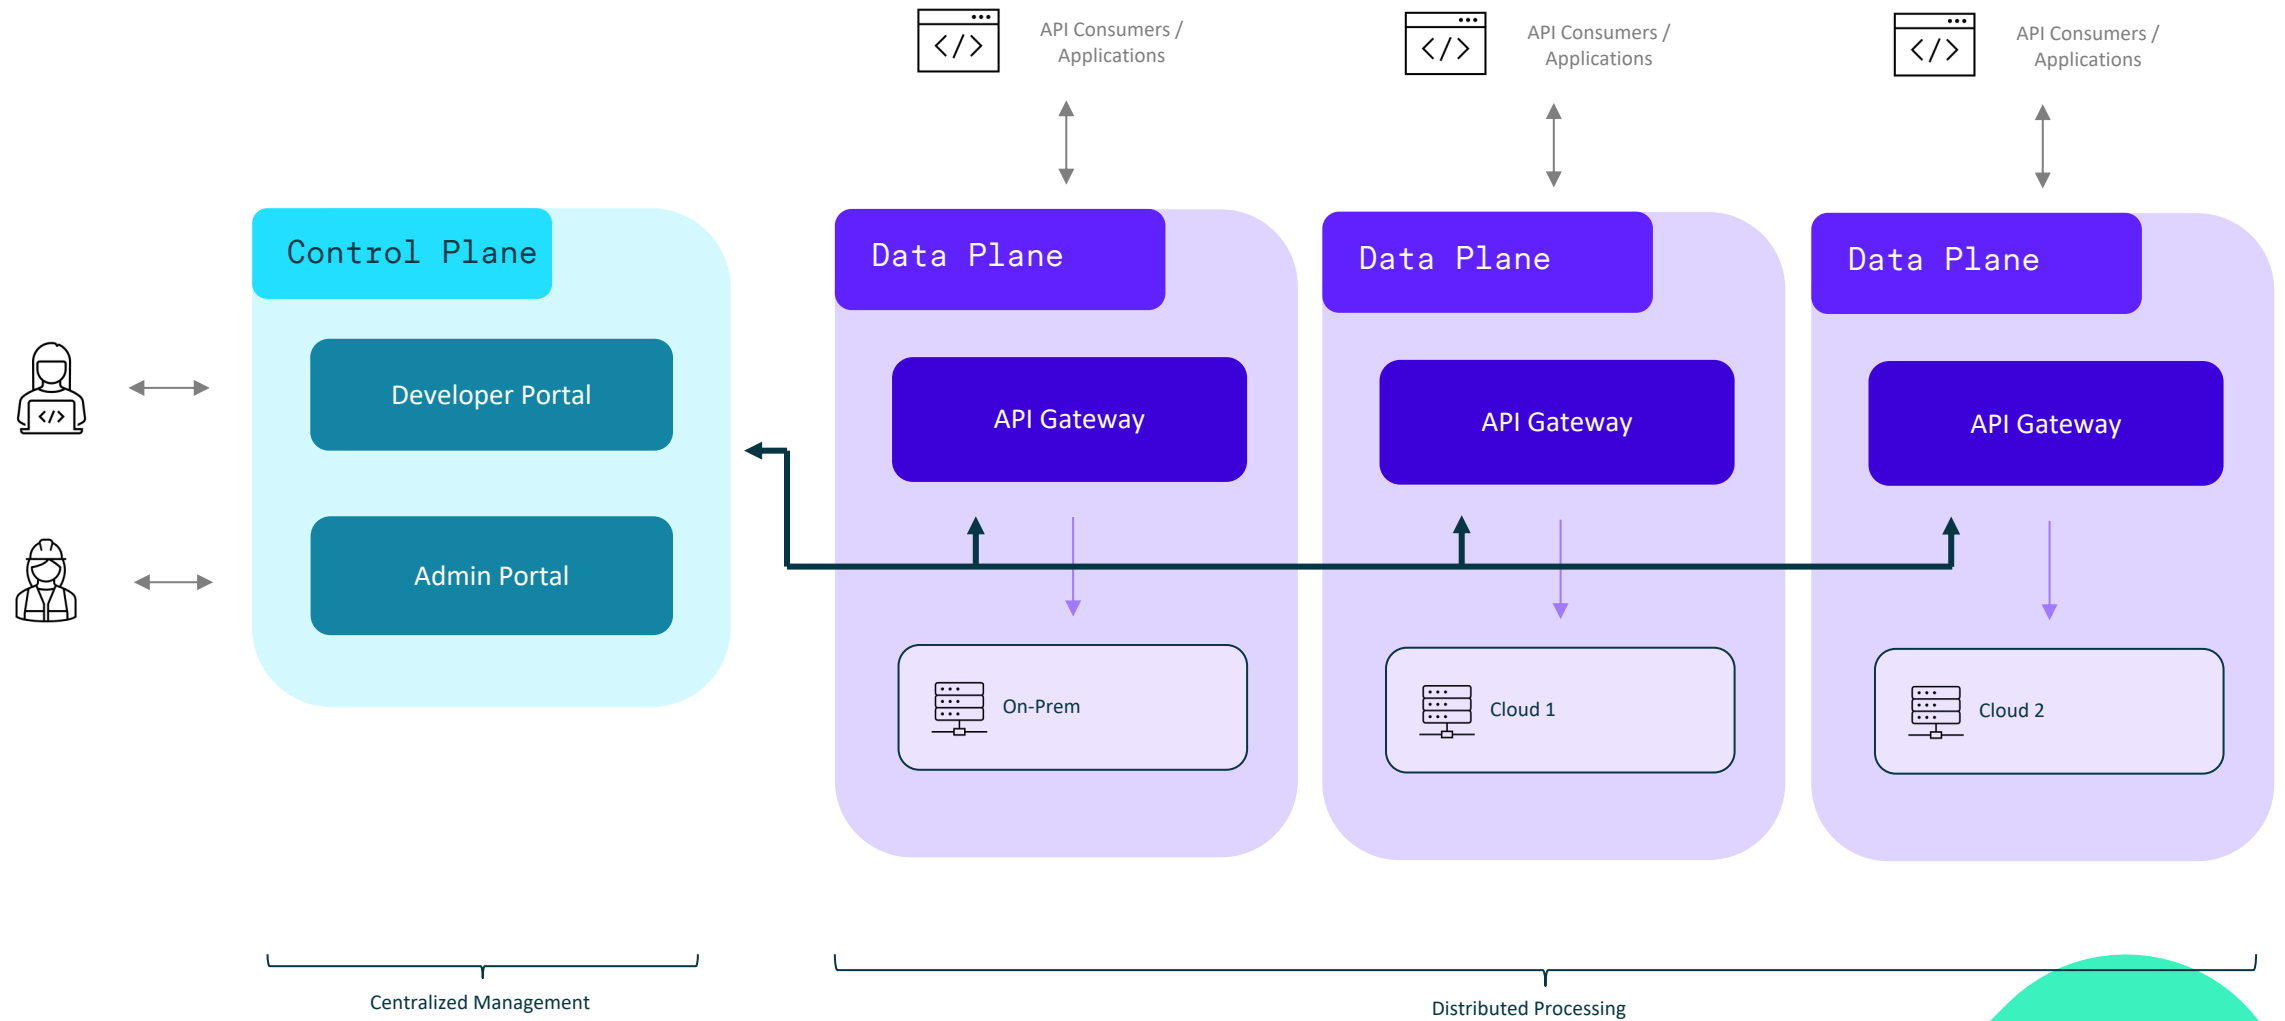 API Consumers /
Applications
API Consumers /
Applications
API Consumers /
Applications
Control Plane
Developer Portal
Admin Portal
Data Plane
API Gateway
On-Prem
Data Plane
API Gateway
Cloud 1
Data Plane
API Gateway
Cloud 2
Centralized Management
Distributed Processing